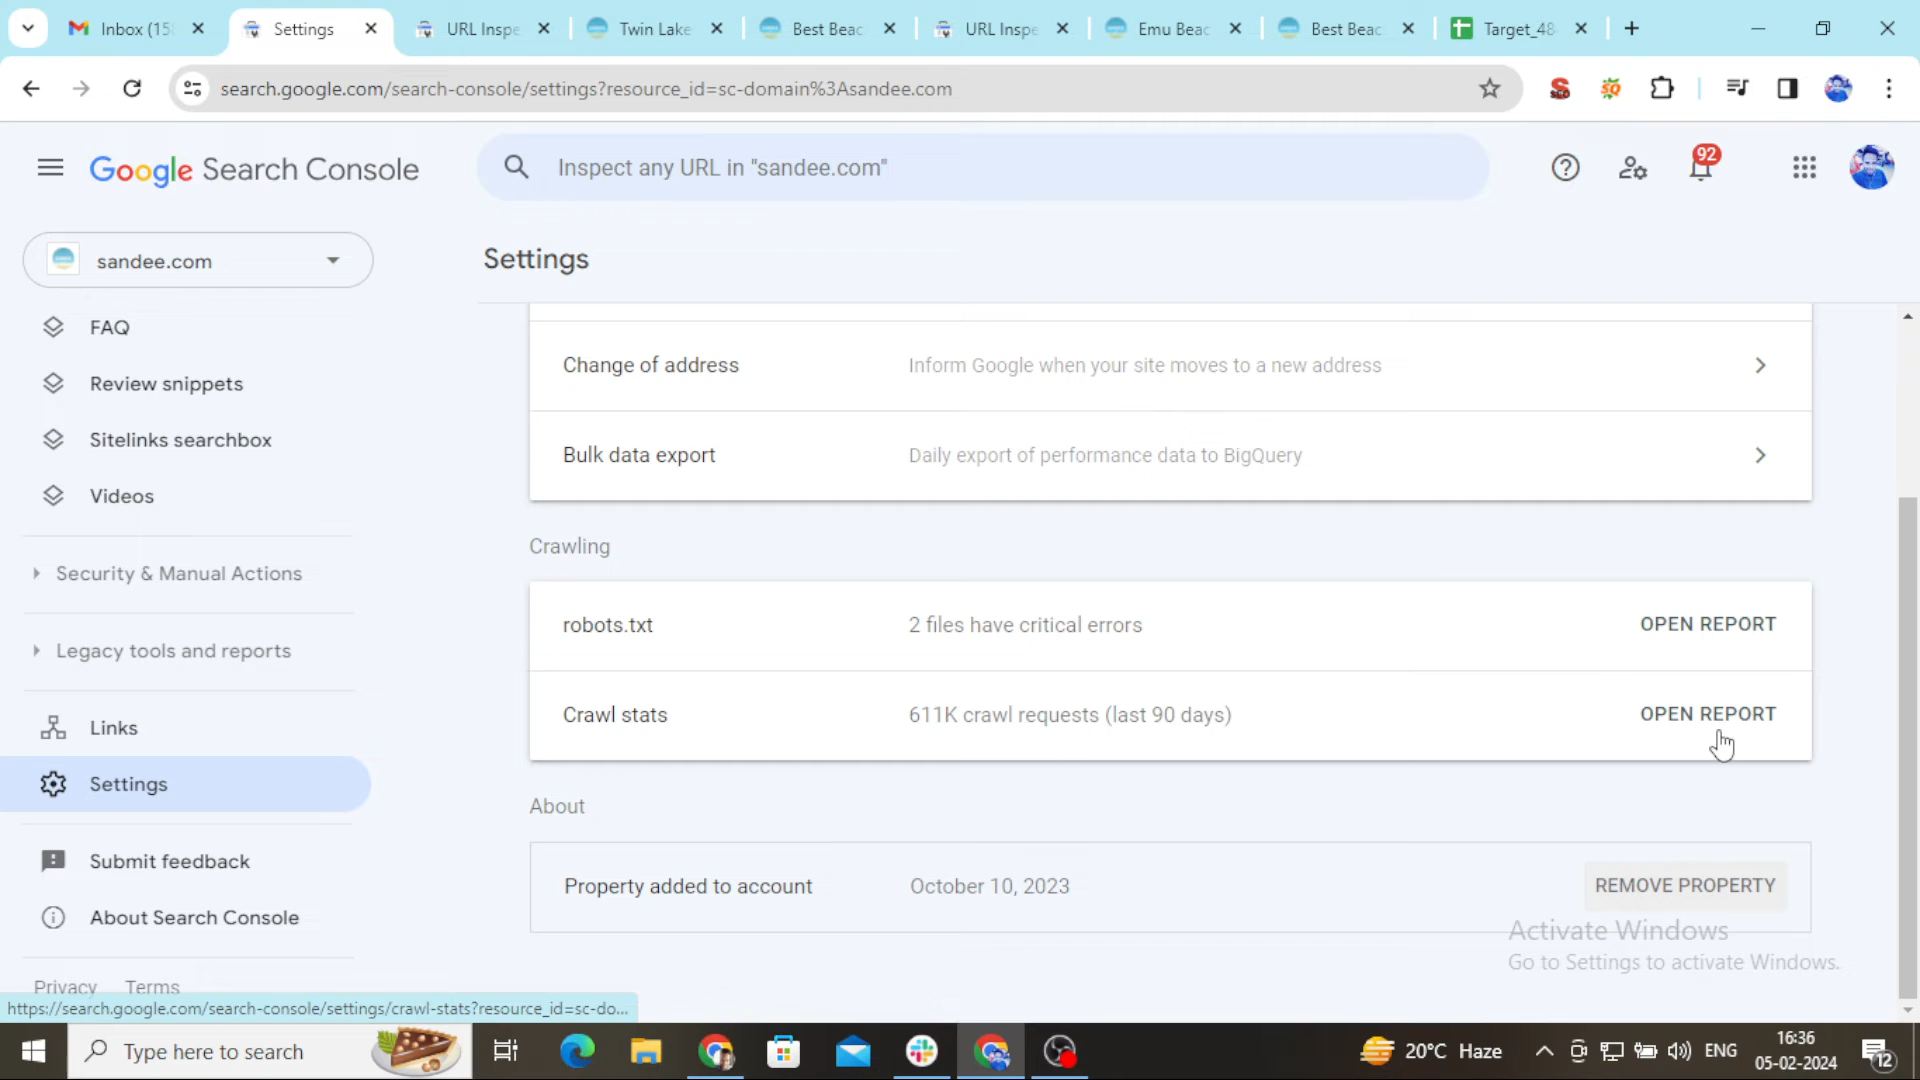 Inbox (15
Settings
URL Inspe
Twin Lake
Best Beac
URL Inspe
Emu Beac
Best Beac
Target_48
search.google.com/search-console/settings?resource_id=sc-domain%3Asandee.com
Google Search Console
Inspect any URL in "sandee.com"
92
sandee.com
Settings
FAQ
Review snippets
Sitelinks searchbox
Videos
Security & Manual Actions
Legacy tools and reports
Links
Settings
Submit feedback
About Search Console
Privacy Terms
Change of address Inform Google when your site moves to a new address
Bulk data export Daily export of performance data to BigQuery
Crawling
robots.txt 2 files have critical errors OPEN REPORT
Crawl stats 611K crawl requests (last 90 days) OPEN REPORT
About
Property added to account October 10, 2023 REMOVE PROPERTY
Activate Windows
Go to Settings to activate Windows.
https://search.google.com/search-console/settings/crawl-stats?resource_id=sc-do...
Type here to search
20°C Haze
ENG
16:36
05-02-2024
12